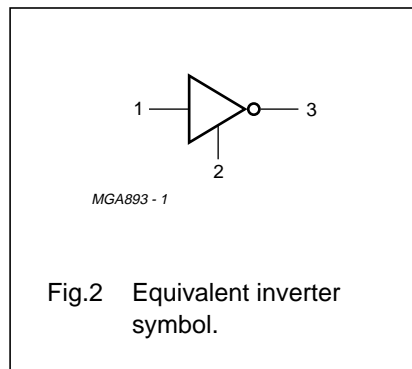 1
3
2
MGA893 - 1
Fig.2 Equivalent inverter
symbol.